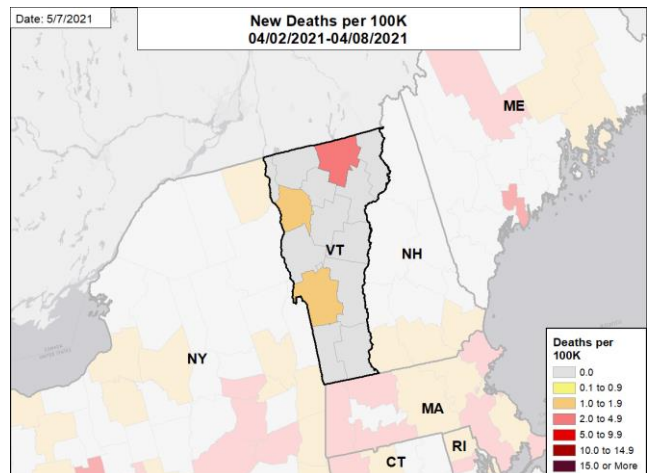 Date: 5/7/2021
New Deaths per 100K
04/02/2021-04/08/2021
ME
VT
NH
NY
MA
CT
RI
Deaths per
100K
0.0
0.1 to 0.9
1.0 to 1.9
2.0 to 4.9
5.0 to 9.9
10.0 to 14.9
15.0 or More